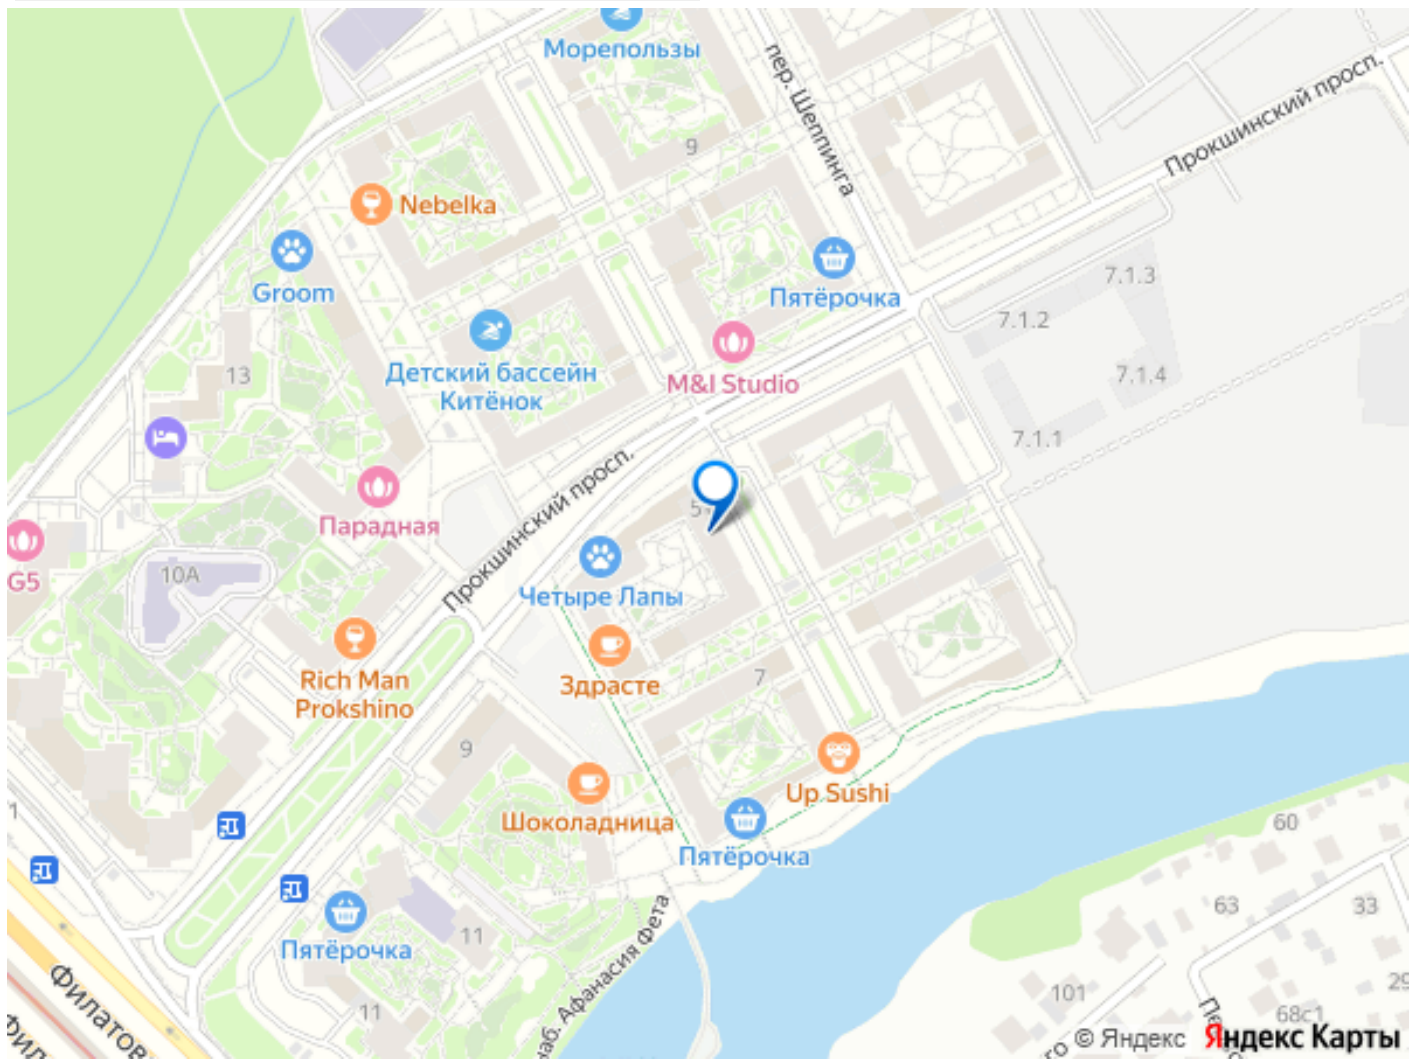 Морепользы
пер. Шеппинга
Прокшинский просп.
9
Nebelka
Groom
Пятёрочка
7.1.3
7.1.2
7.1.4
7.1.1
M&I Studio
Детский бассейн
Китёнок
13
Парадная
Прокшинский просп.
5
G5
10А
Четыре Лапы
Здрасте
Rich Man
Prokshino
7
9
Up Sushi
Шоколадница
Пятёрочка
1
60
63
33
Пятёрочка
11
11
наб. Афанасия Фета
Филатов
101
29
68с1
© Яндекс Яндекс Карты